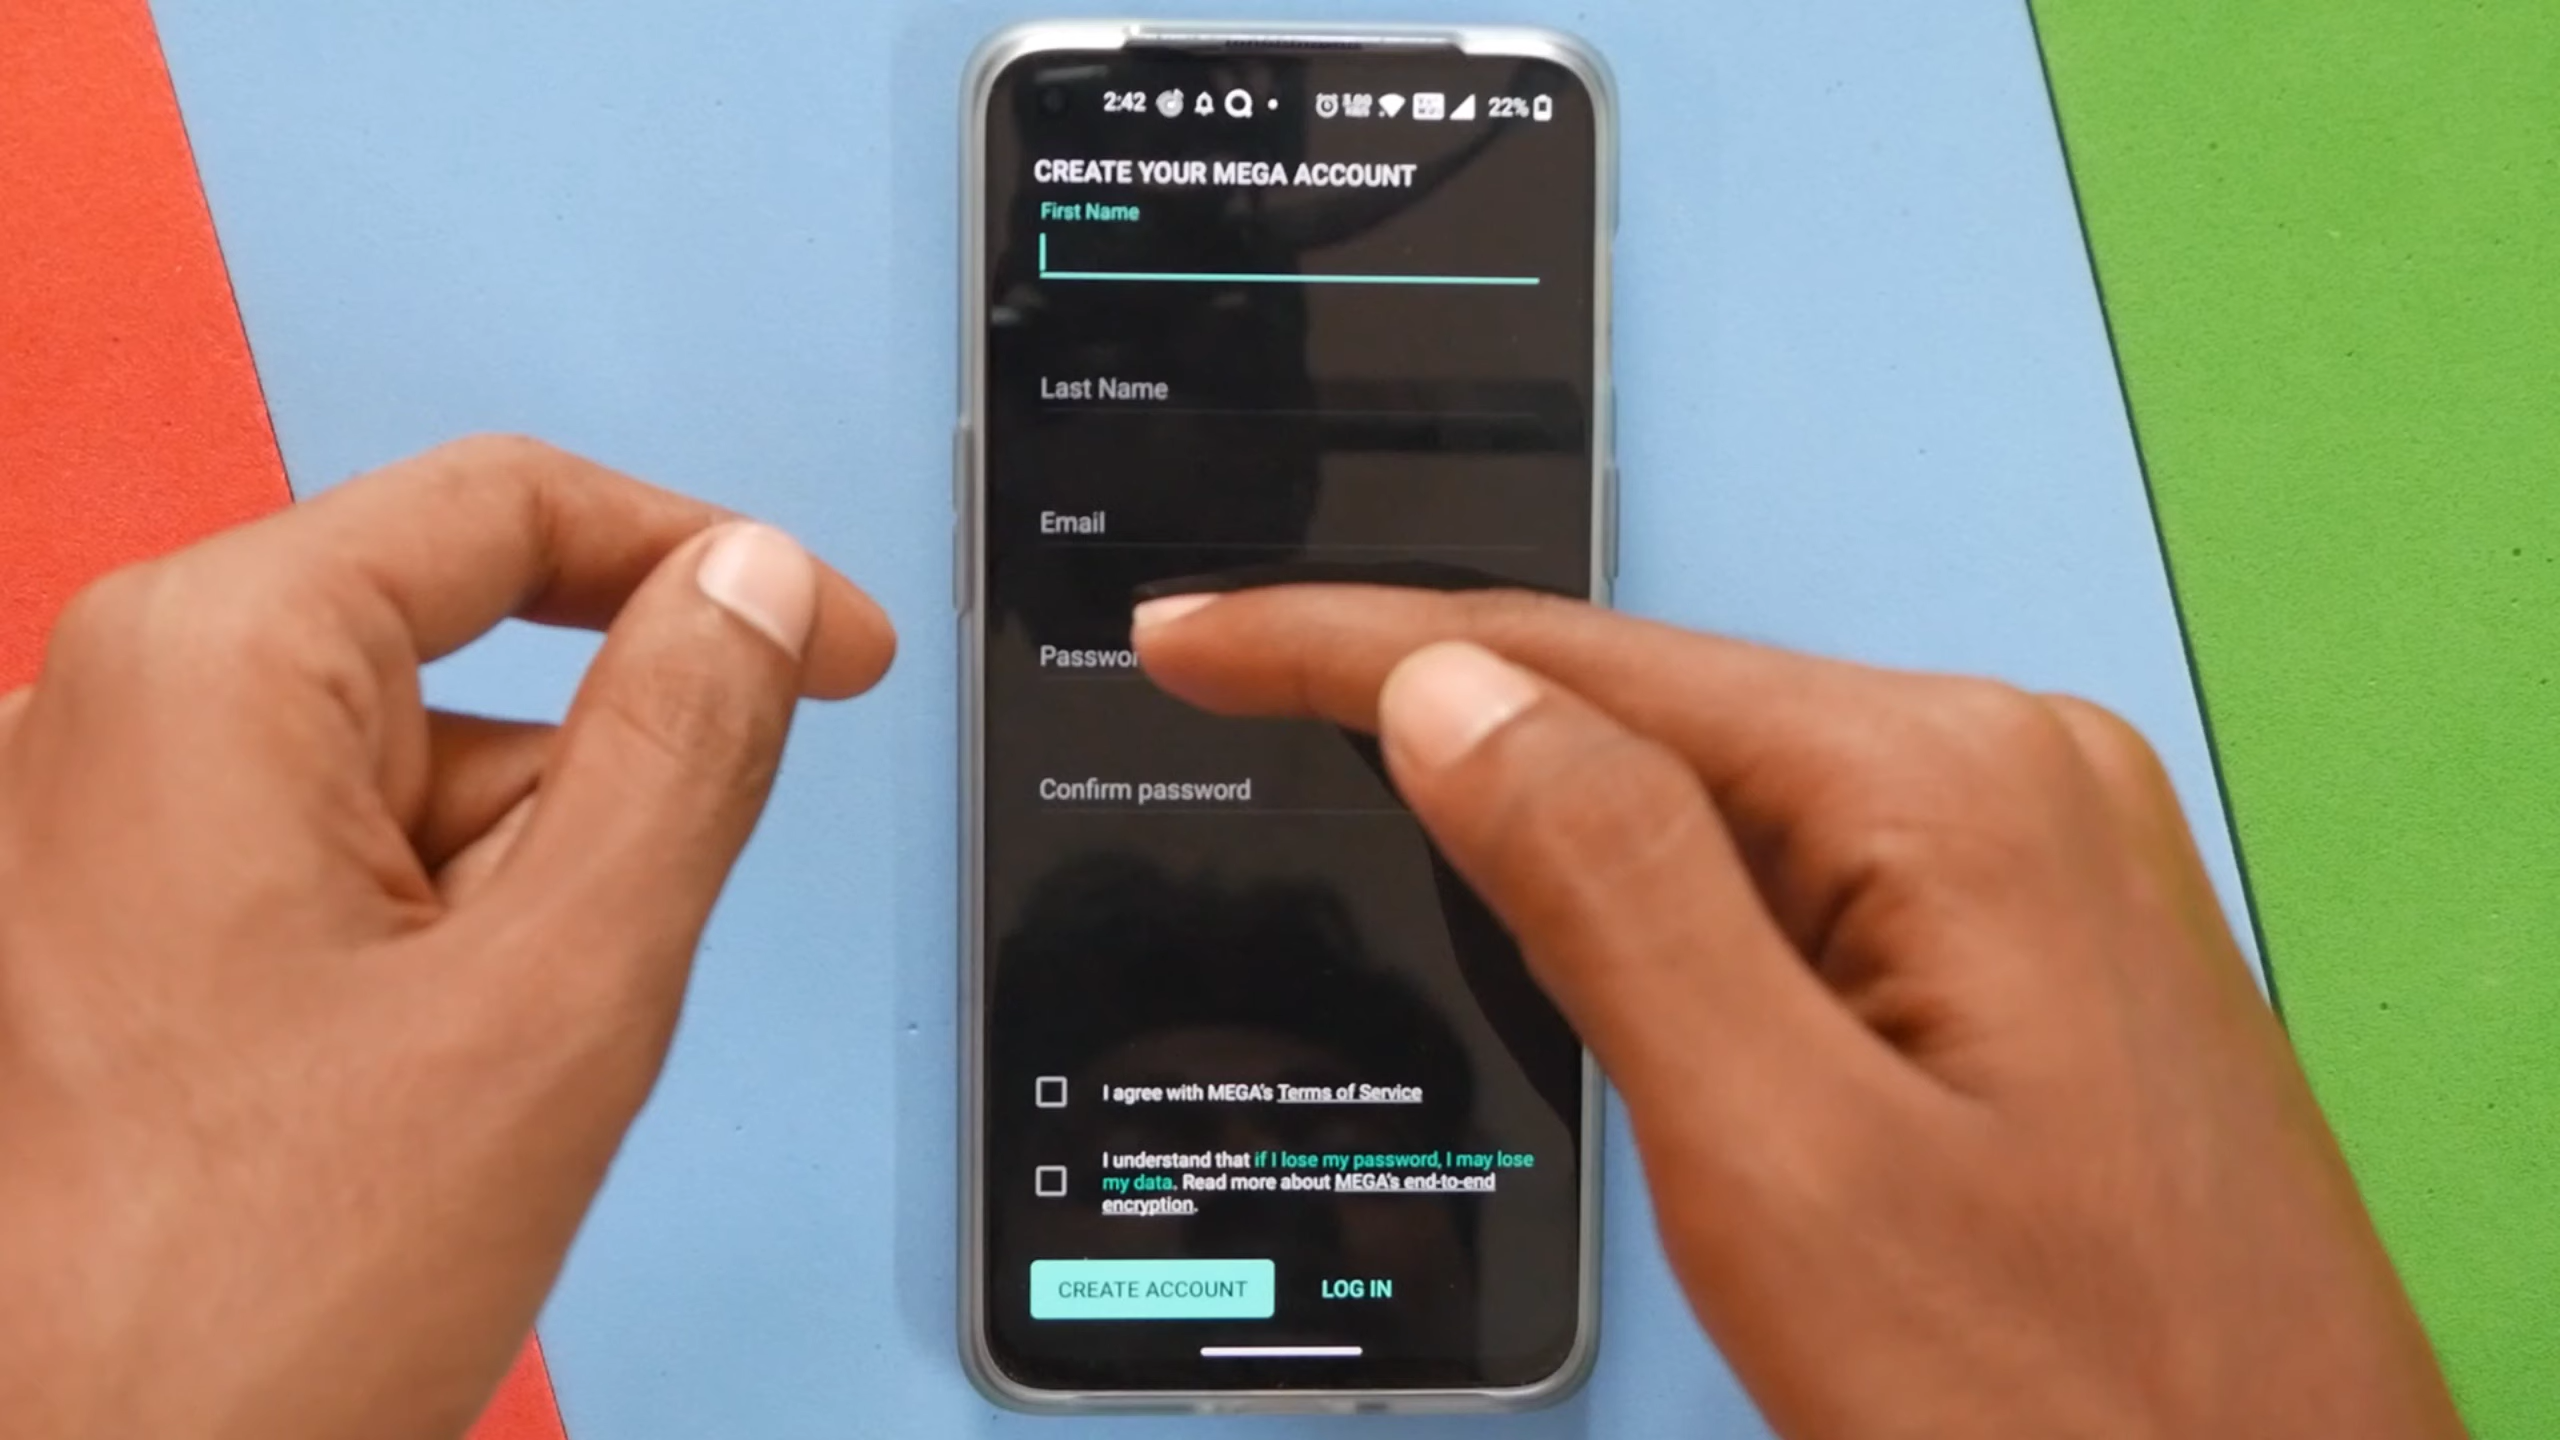 2:42 22%
CREATE YOUR MEGA ACCOUNT
First Name
Last Name
Email
Passwor
Confirm password
I agree with MEGA's Terms of Service
I understand that if I lose my password, I may lose
my data. Read more about MEGA's end-to-end
encryption.
CREATE ACCOUNT LOG IN